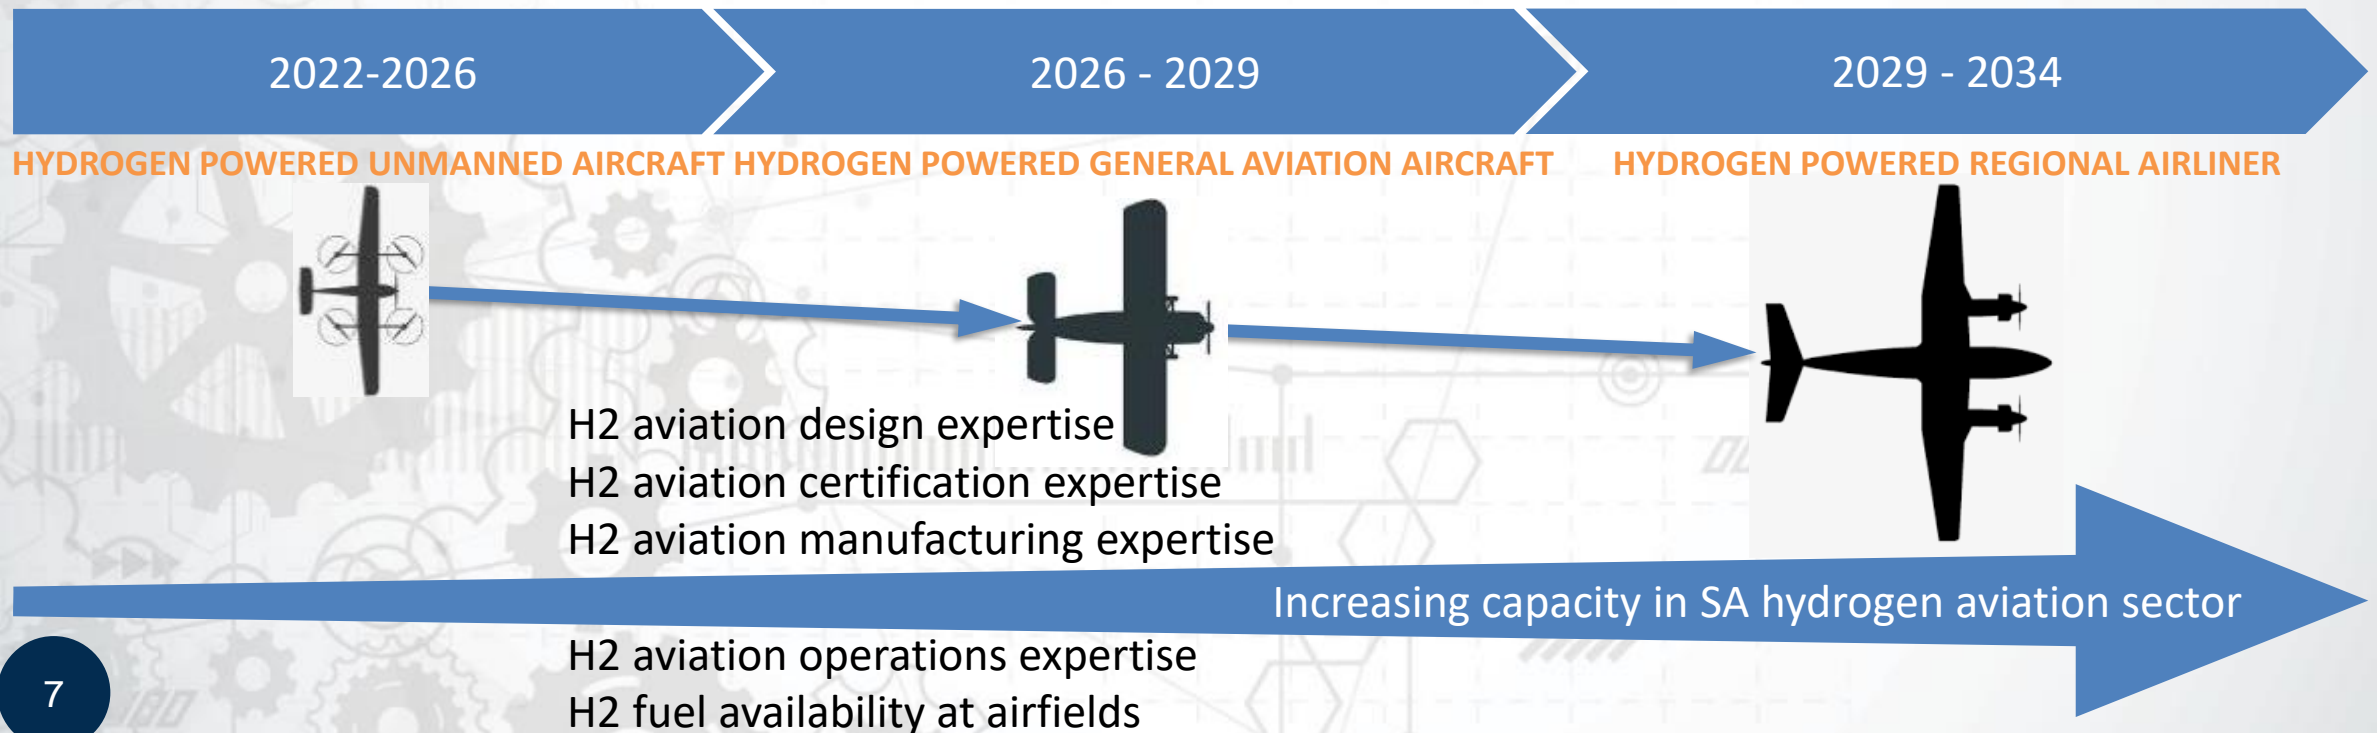 2022-2026
2026 - 2029
2029 - 2034
HYDROGEN POWERED UNMANNED AIRCRAFT
HYDROGEN POWERED GENERAL AVIATION AIRCRAFT
HYDROGEN POWERED REGIONAL AIRLINER
H2 aviation design expertise
H2 aviation certification expertise
H2 aviation manufacturing expertise
Increasing capacity in SA hydrogen aviation sector
H2 aviation operations expertise
H2 fuel availability at airfields
7